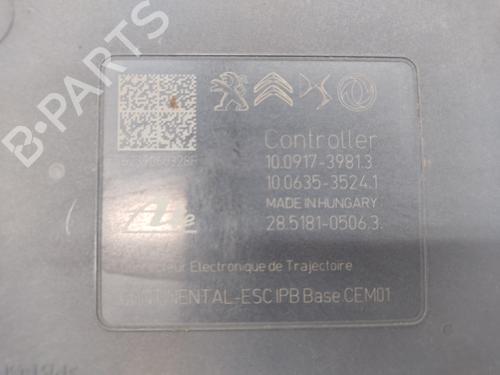 B-PARTS
Controller
10.0917-3981.3
10.0635-3524.1
MADE IN HUNGARY
Ate
28.5181-0506.3.
Electronique de Trajectoire
CONTINENTAL-ESC IPB Base CEM01